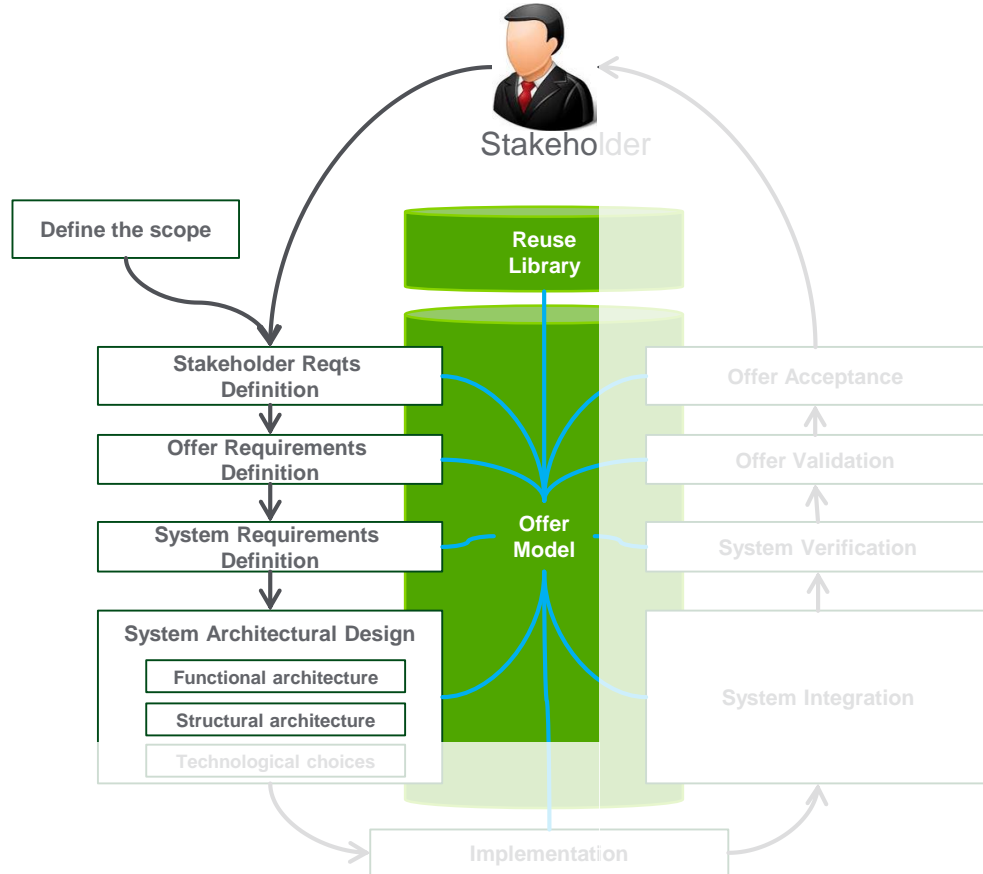 Stakeholder
Define the scope
Reuse
Library
Stakeholder Reqts
Definition
Offer Acceptance
Offer Requirements
Definition
Offer Validation
Offer
Model
System Requirements
Definition
System Verification
System Architectural Design
Functional architecture
Structural architecture
Technological choices
System Integration
Implementation